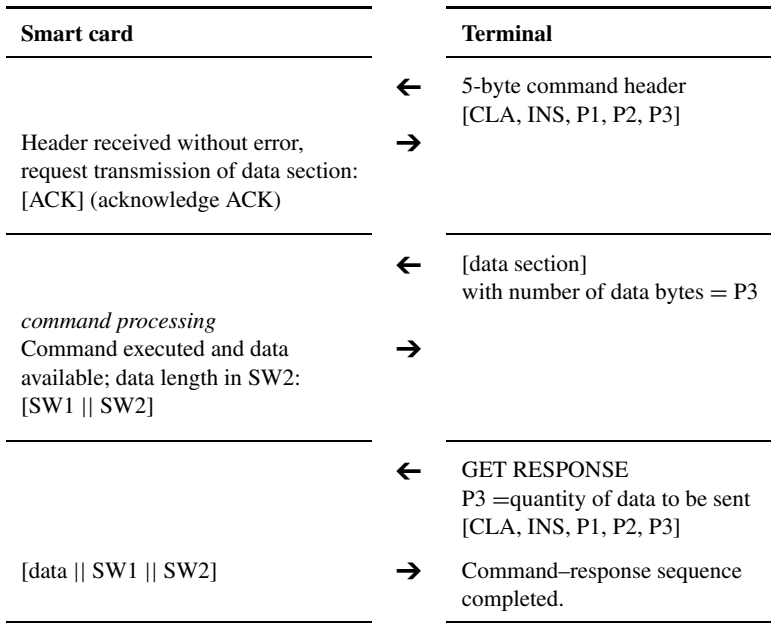 Smart card Terminal
← 5-byte command header
[CLA, INS, P1, P2, P3]
Header received without error, →
request transmission of data section:
[ACK] (acknowledge ACK)
← [data section]
with number of data bytes = P3
command processing
Command executed and data →
available; data length in SW2:
[SW1 || SW2]
← GET RESPONSE
P3 =quantity of data to be sent
[CLA, INS, P1, P2, P3]
[data || SW1 || SW2] → Command–response sequence
completed.